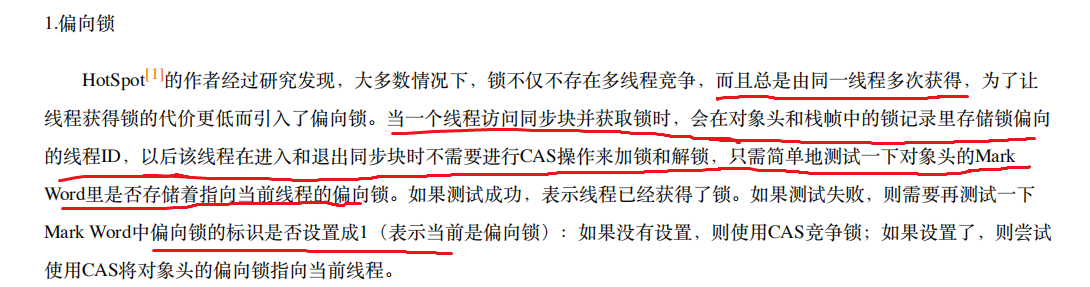 1.偏向锁
HotSpot[1]的作者经过研究发现，大多数情况下，锁不仅不存在多线程竞争，而且总是由同一线程多次获得，为了让
线程获得锁的代价更低而引入了偏向锁。当一个线程访问同步块并获取锁时，会在对象头和栈帧中的锁记录里存储锁偏向
的线程ID，以后该线程在进入和退出同步块时不需要进行CAS操作来加锁和解锁，只需简单地测试一下对象头的Mark
Word里是否存储着指向当前线程的偏向锁。如果测试成功，表示线程已经获得了锁。如果测试失败，则需要再测试一下
Mark Word中偏向锁的标识是否设置成1（表示当前是偏向锁）：如果没有设置，则使用CAS竞争锁；如果设置了，则尝试
使用CAS将对象头的偏向锁指向当前线程。